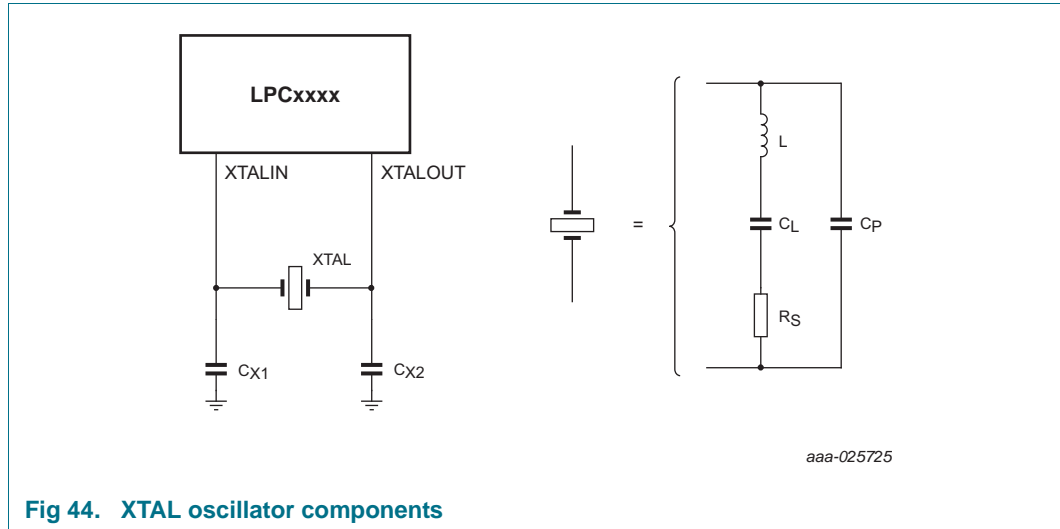 LPCxxxx
XTALIN
XTALOUT
XTAL
CX1
CX2
=
L
CL
CP
RS
aaa-025725
Fig 44. XTAL oscillator components